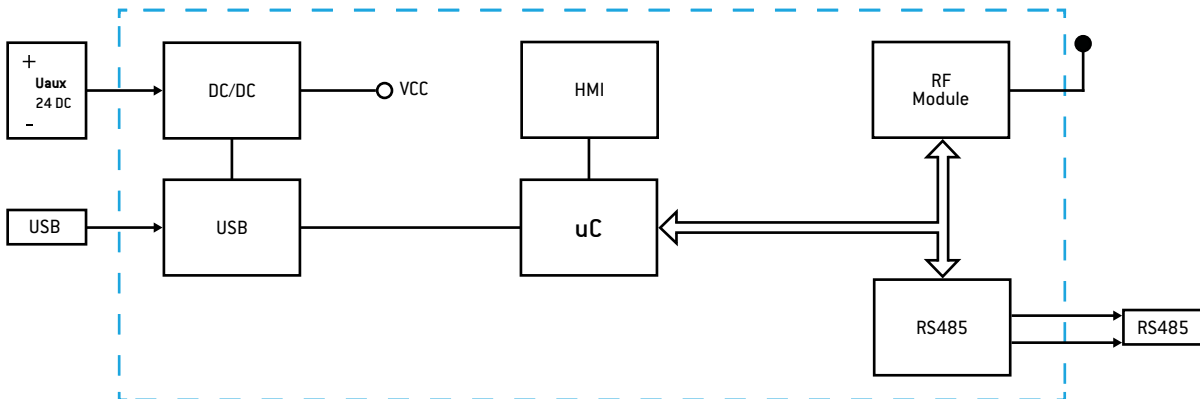 +
Uaux
24 DC
-
DC/DC
VCC
HMI
RF
Module
USB
USB
uC
RS485
RS485